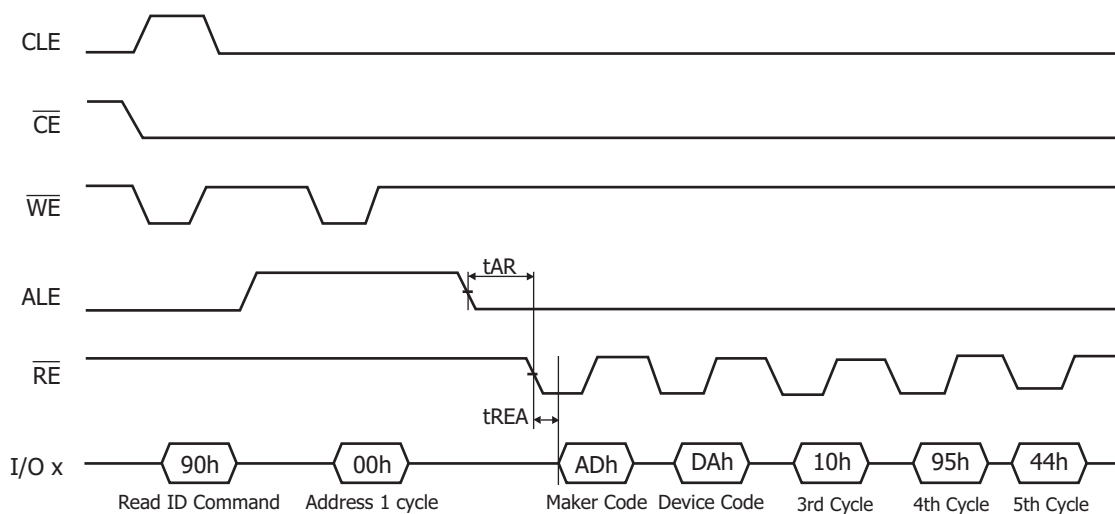 CLE
CE
WE
ALE
tAR
RE
tREA
I/O x 90h 00h ADh DAh 10h 95h 44h
Read ID Command Address 1 cycle Maker Code Device Code 3rd Cycle 4th Cycle 5th Cycle